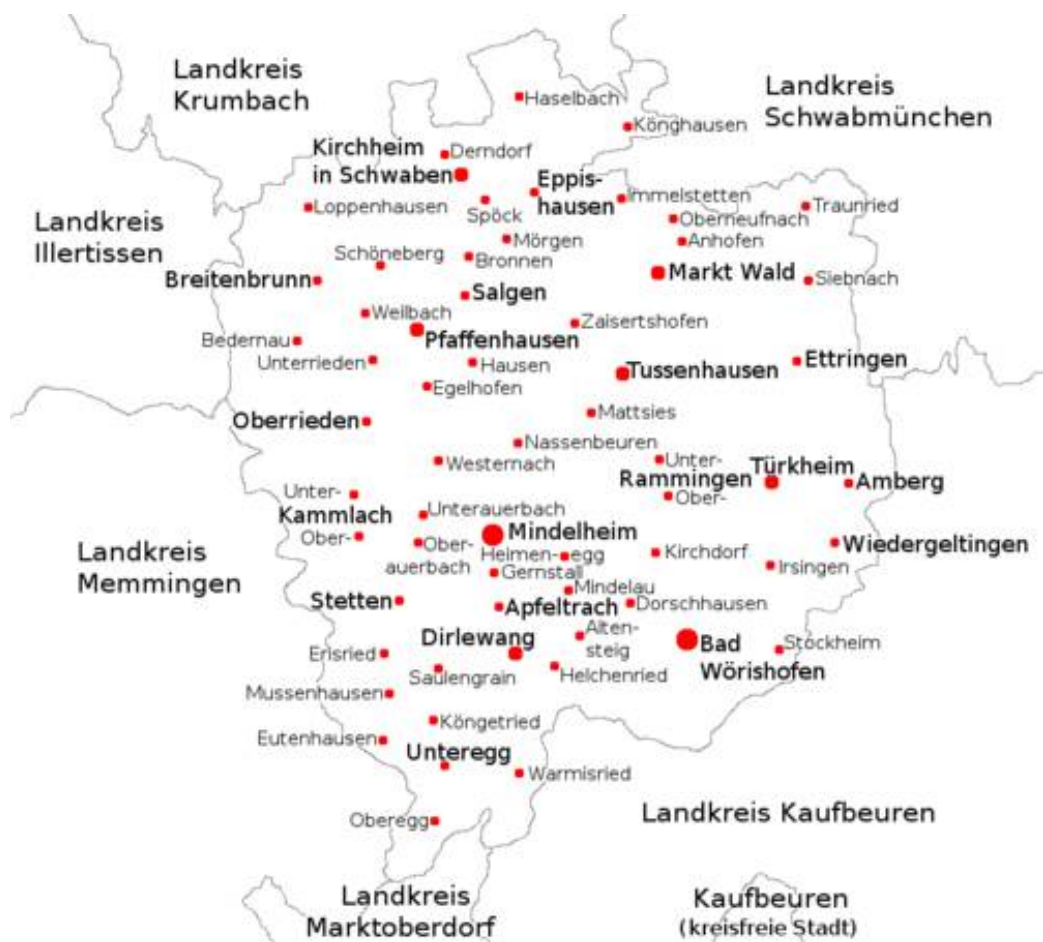 Landkreis
Krumbach
Haselbach
Landkreis
Schwabmünchen
Könghausen
Kirchheim
in Schwaben
Derndorf
Eppis-
hausen
Immelstetten
Landkreis
Illertissen
Loppenhausen
Spöck
Oberneufnach
Traunried
Mörgen
Anhofen
Schöneberg
Bronnen
Markt Wald
Siebnach
Breitenbrunn
Salgen
Weilbach
Zaisertshofen
Bedernau
Pfaffenhausen
Unterrieden
Hausen
Tussenhausen
Ettringen
Egelhofen
Oberrieden
Mattsies
Nassenbeuren
Westernach
Unter-
Rammingen
Ober-
Türkheim
Amberg
Unter-
Kammlach
Ober-
Unterauerbach
Mindelheim
Ober-
auerbach
Heimen-
egg
Kirchdorf
Wiedergeltingen
Landkreis
Memmingen
Gernstall
Irsingen
Mindelau
Stetten
Apfeltrach
Dorschhausen
Dirlewang
Alten-
steig
Bad
Wörishofen
Stockheim
Erisried
Saulengrain
Helchenried
Mussenhausen
Köngetried
Eutenhausen
Unteregg
Warmisried
Oberegg
Landkreis Kaufbeuren
Landkreis
Marktoberdorf
Kaufbeuren
(kreisfreie Stadt)